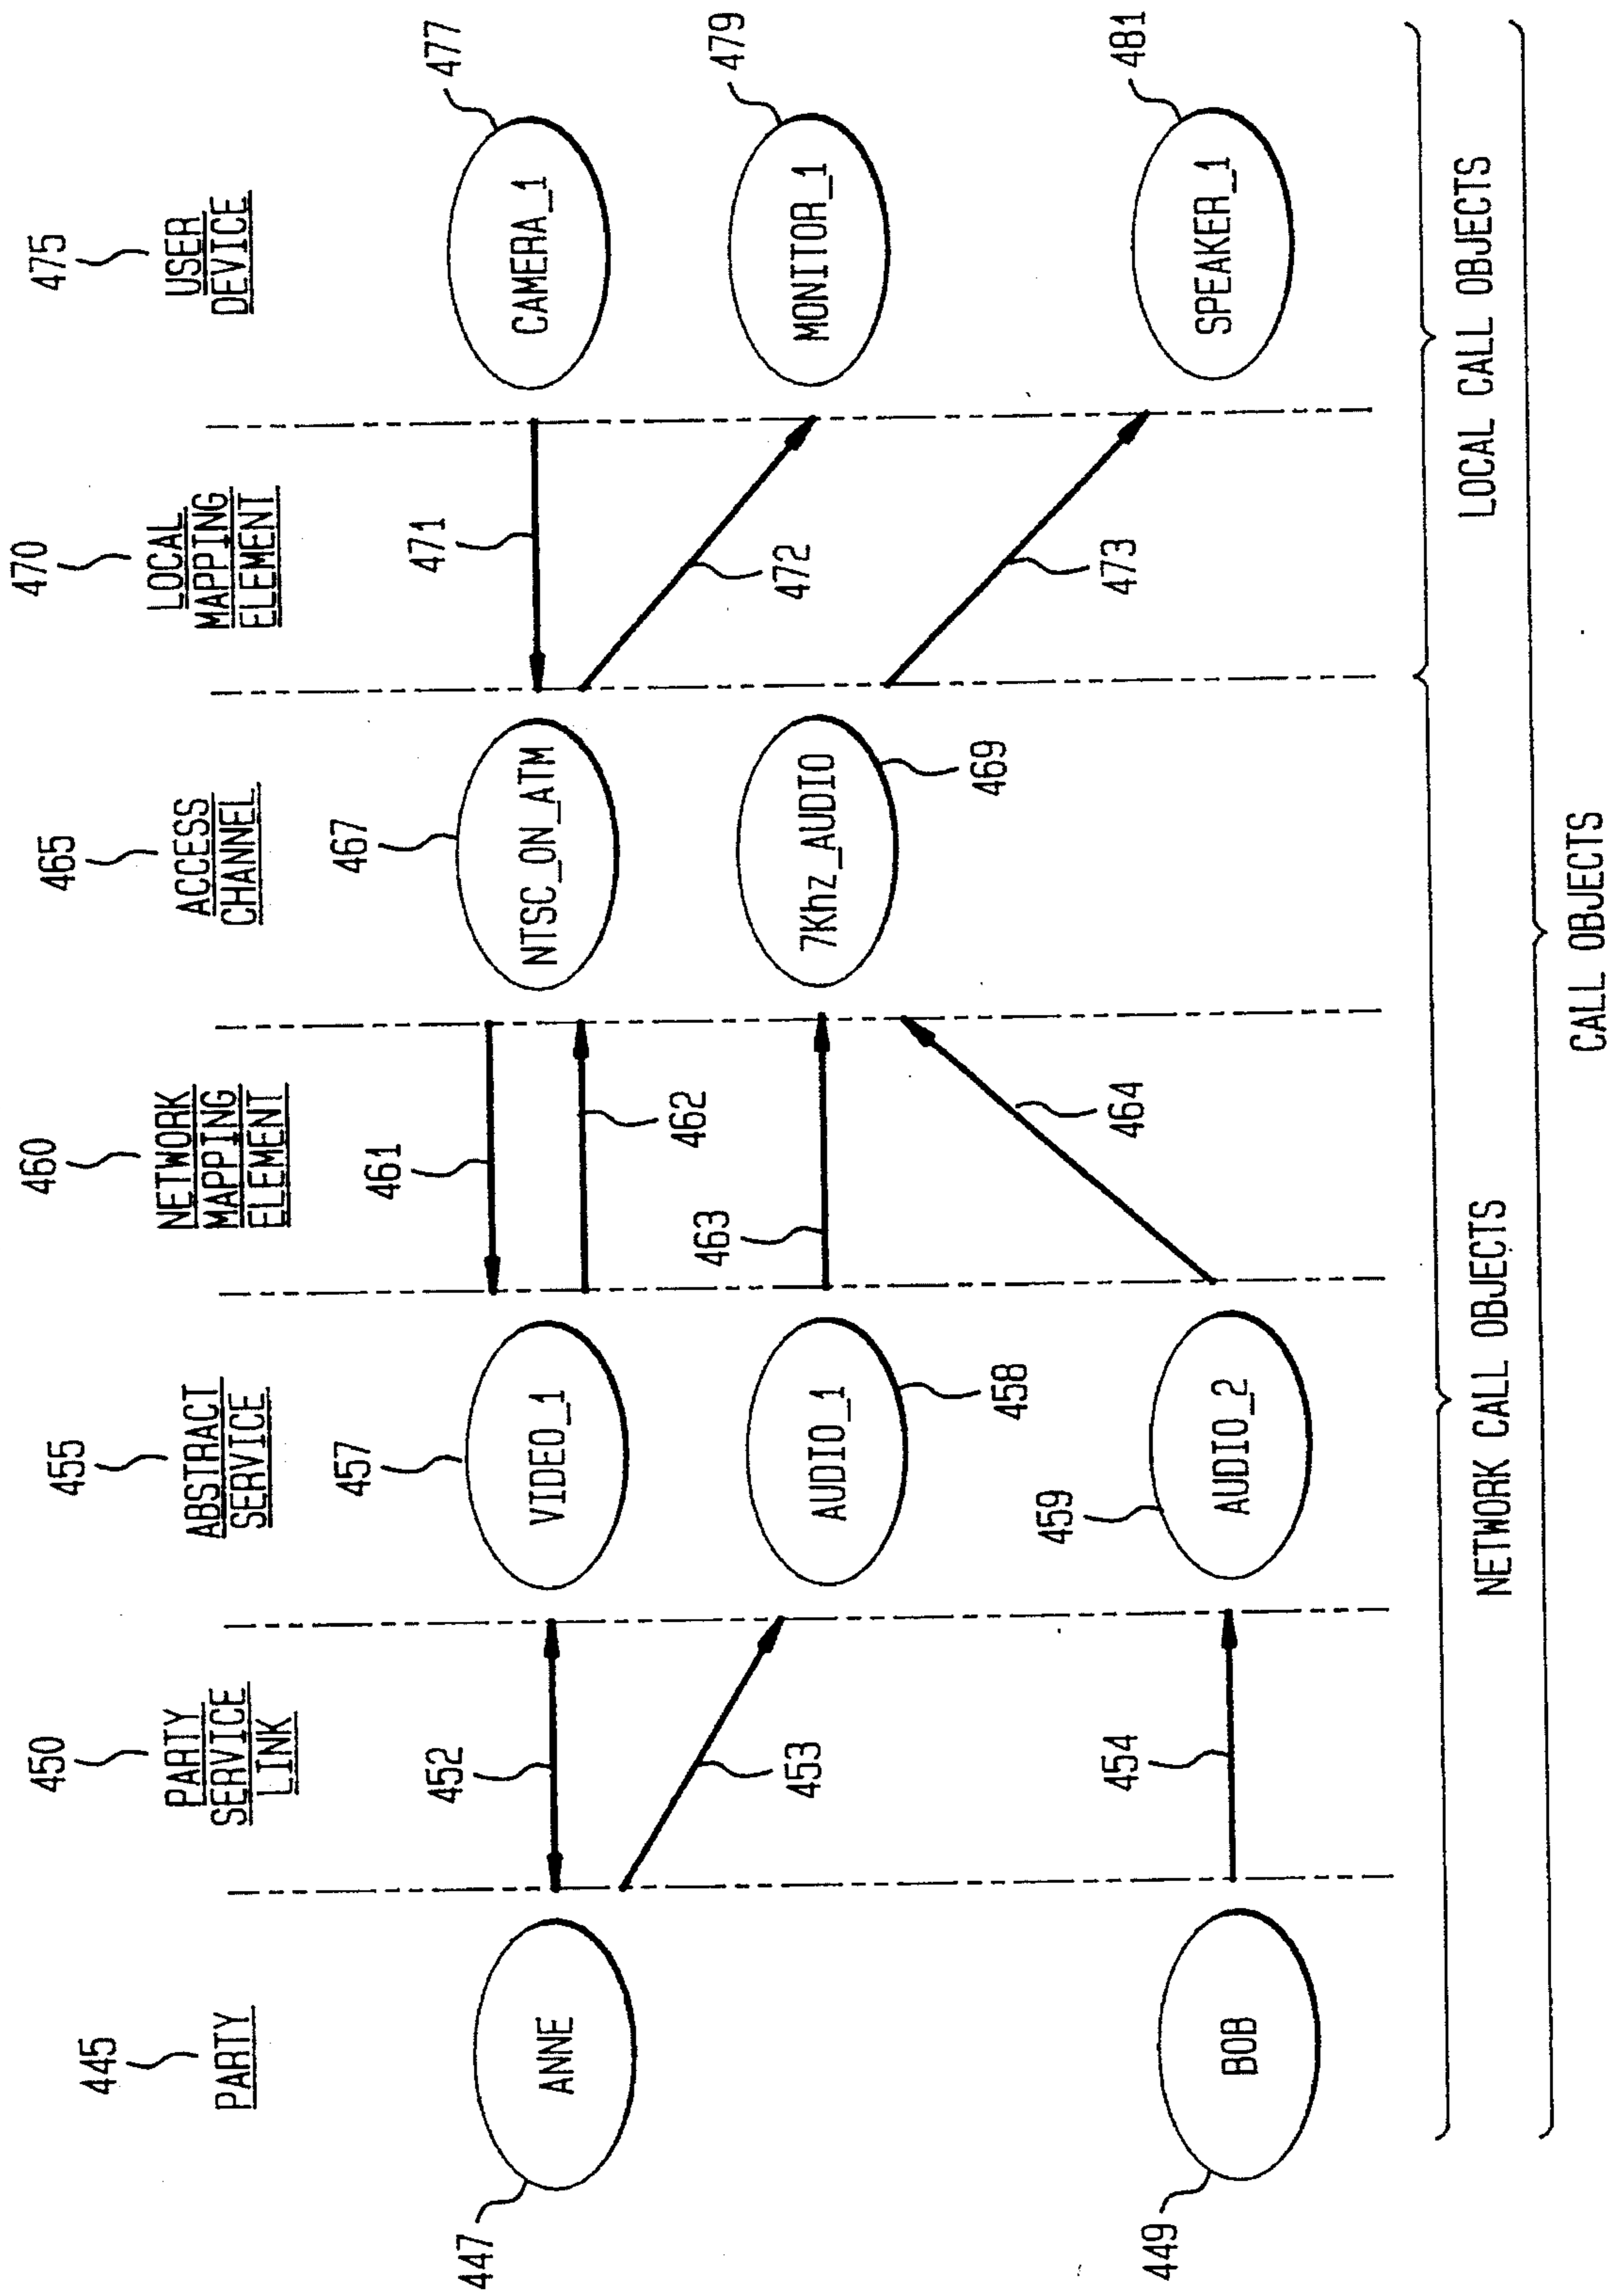 445
PARTY
450
PARTY
SERVICE
LINK
455
ABSTRACT
SERVICE
460
NETWORK
MAPPING
ELEMENT
465
ACCESS
CHANNEL
470
LOCAL
MAPPING
ELEMENT
475
USER
DEVICE
447
ANNE
452
453
457
VIDEO_1
461
462
467
NTSC_ON_ATM
471
472
477
CAMERA_1
AUDIO_1
458
463
7Khz_AUDIO
469
473
479
MONITOR_1
449
BOB
454
459
AUDIO_2
464
481
SPEAKER_1
NETWORK CALL OBJECTS
LOCAL CALL OBJECTS
CALL OBJECTS